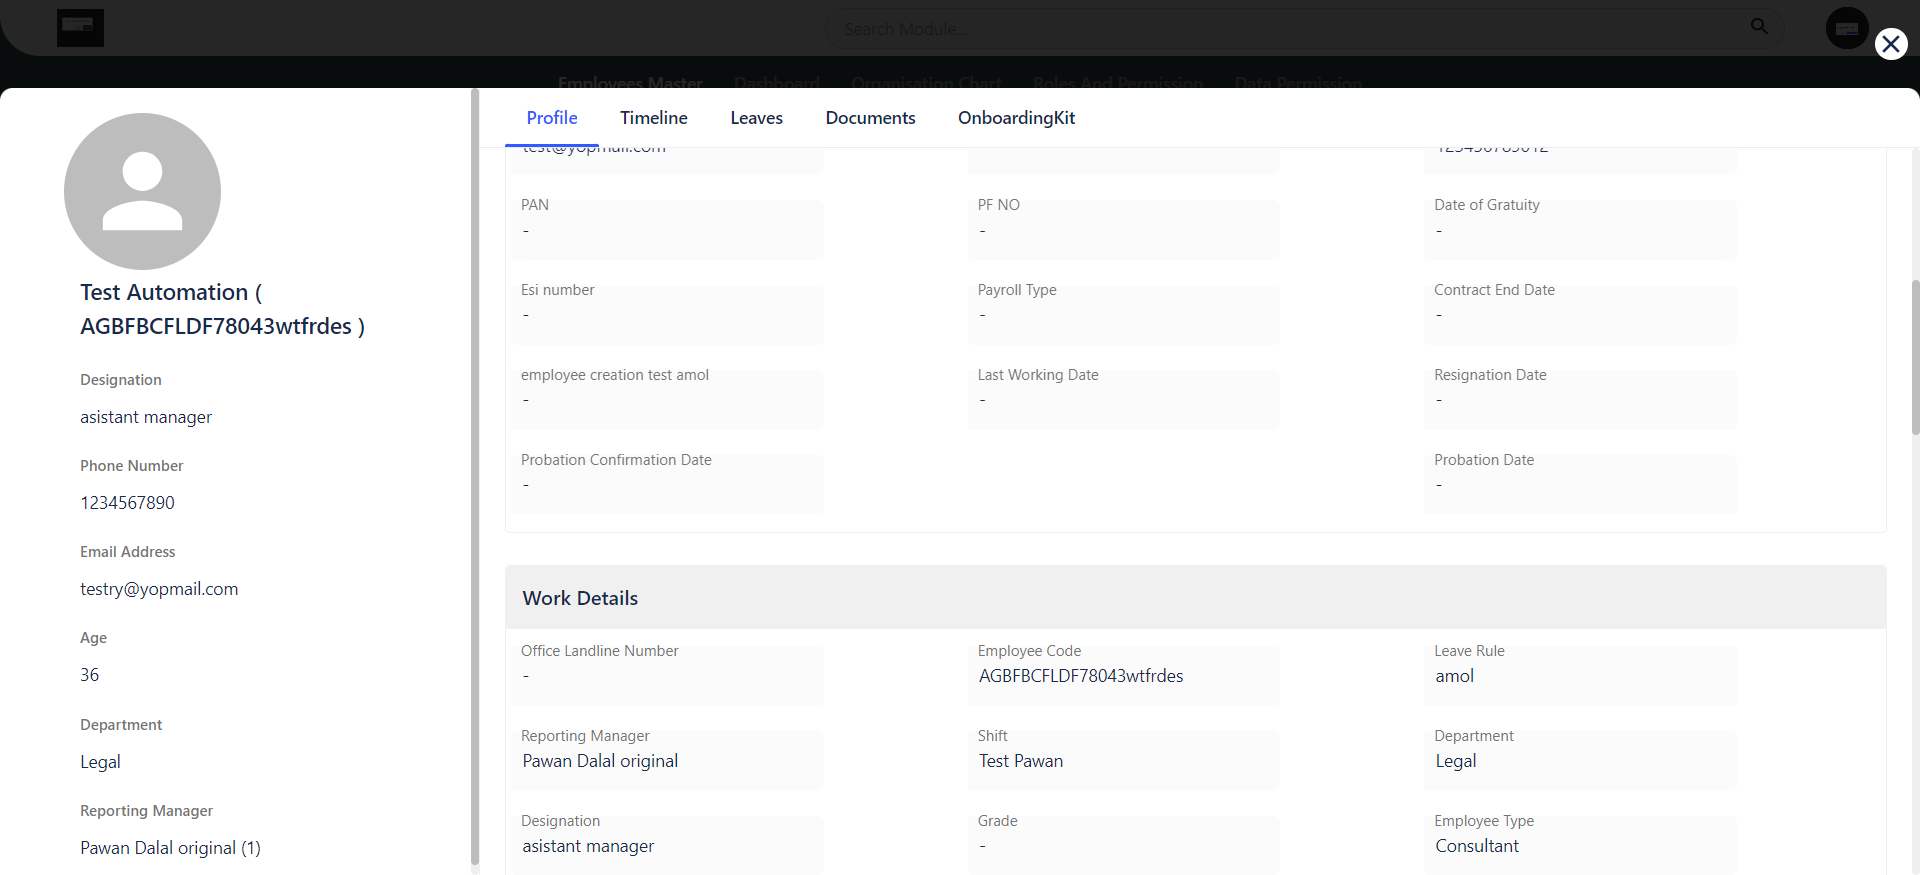 Search Module...
Employees Master Dashboard Organisation Chart Roles And Permission Data Permission
Test Automation (
AGBFBCFLDF78043wtfrdes )
Designation
asistant manager
Phone Number
1234567890
Email Address
testry@yopmail.com
Age
36
Department
Legal
Reporting Manager
Pawan Dalal original (1)
Profile Timeline Leaves Documents OnboardingKit
test@yopmail.com 123456789012
PAN PF NO Date of Gratuity
- - -
Esi number Payroll Type Contract End Date
- - -
employee creation test amol Last Working Date Resignation Date
- - -
Probation Confirmation Date Probation Date
- -
Work Details
Office Landline Number Employee Code Leave Rule
- AGBFBCFLDF78043wtfrdes amol
Reporting Manager Shift Department
Pawan Dalal original Test Pawan Legal
Designation Grade Employee Type
asistant manager - Consultant